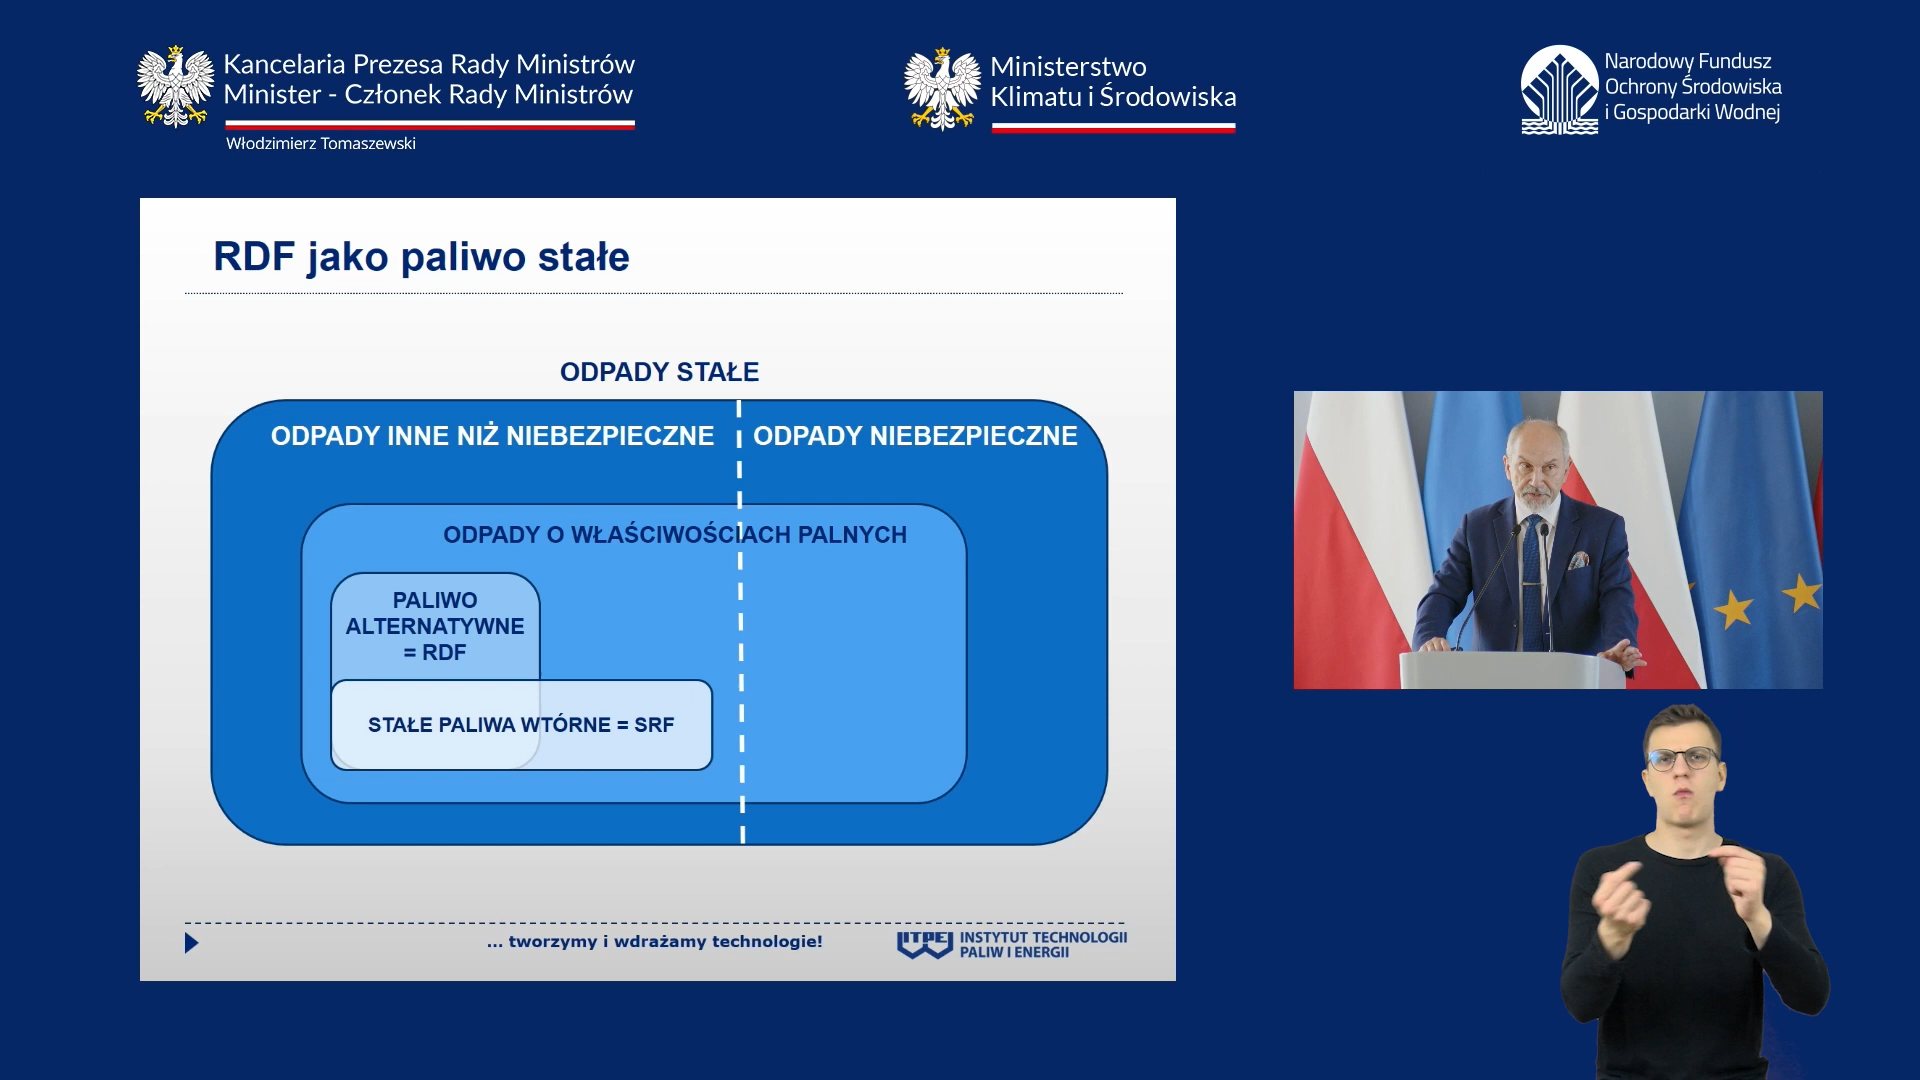 Kancelaria Prezesa Rady Ministrów
Minister - Członek Rady Ministrów
Włodzimierz Tomaszewski
Ministerstwo
Klimatu i Środowiska
Narodowy Fundusz
Ochrony Środowiska
i Gospodarki Wodnej
RDF jako paliwo stałe
ODPADY STAŁE
ODPADY INNE NIŻ NIEBEZPIECZNE
ODPADY NIEBEZPIECZNE
ODPADY O WŁAŚCIWOŚCIACH PALNYCH
PALIWO
ALTERNATYWNE
= RDF
STAŁE PALIWA WTÓRNE = SRF
... tworzymy i wdrażamy technologie!
ITPE
INSTYTUT TECHNOLOGII
PALIW I ENERGII